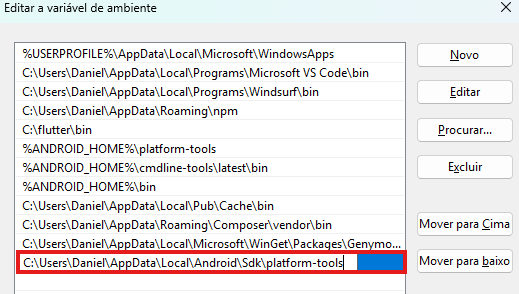 Editar a variável de ambiente
%USERPROFILE%\AppData\Local\Microsoft\WindowsApps
C:\Users\Daniel\AppData\Local\Programs\Microsoft VS Code\bin
C:\Users\Daniel\AppData\Local\Programs\Windsurf\bin
C:\Users\Daniel\AppData\Roaming\npm
C:\flutter\bin
%ANDROID_HOME%\platform-tools
%ANDROID_HOME%\cmdline-tools\latest\bin
%ANDROID_HOME%\bin
C:\Users\Daniel\AppData\Local\Pub\Cache\bin
C:\Users\Daniel\AppData\Roaming\Composer\vendor\bin
C:\Users\Daniel\AppData\Local\Microsoft\WinGet\Packages\Genymo...
C:\Users\Daniel\AppData\Local\Android\Sdk\platform-tools
Novo
Editar
Procurar...
Excluir
Mover para Cima
Mover para baixo